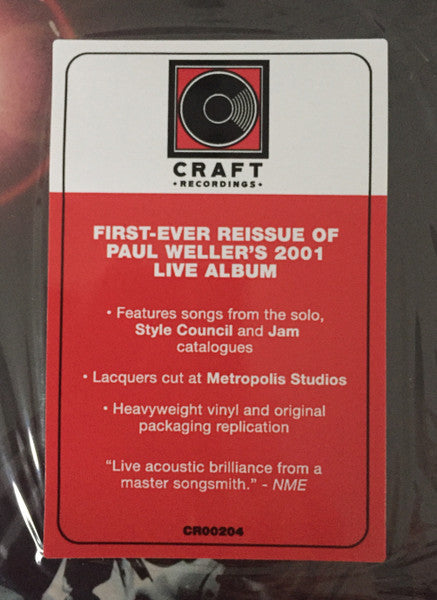 CRAFT
• RECORDINGS •
FIRST-EVER REISSUE OF
PAUL WELLER'S 2001
LIVE ALBUM
• Features songs from the solo,
Style Council and Jam
catalogues
• Lacquers cut at Metropolis Studios
• Heavyweight vinyl and original
packaging replication
“Live acoustic brilliance from a
master songsmith.” - NME
CR00204